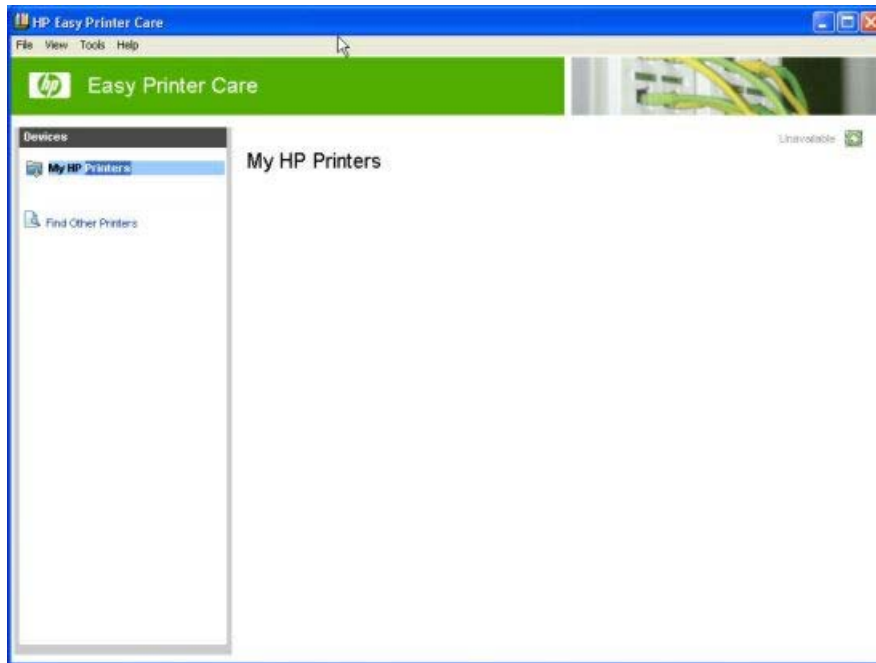 HP Easy Printer Care
File View Tools Help
hp Easy Printer Care
Devices
Unavailable
My HP Printers
My HP Printers
Find Other Printers